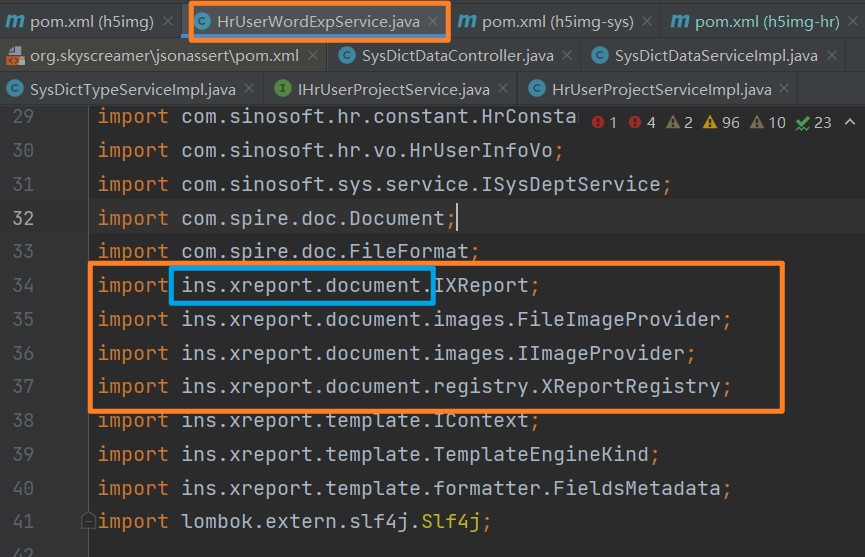 pom.xml (h5img) HrUserWordExpService.java pom.xml (h5img-sys) pom.xml (h5img-hr)
org.skyscreamer\jsonassert\pom.xml SysDictDataController.java SysDictDataServiceImpl.java
SysDictTypeServiceImpl.java IHrUserProjectService.java HrUserProjectServiceImpl.java
29 import com.sinosoft.hr.constant.HrConsta 1 4 2 96 10 23
30 import com.sinosoft.hr.vo.HrUserInfoVo;
31 import com.sinosoft.sys.service.ISysDeptService;
32 import com.spire.doc.Document;
33 import com.spire.doc.FileFormat;
34 import ins.xreport.document.IXReport;
35 import ins.xreport.document.images.FileImageProvider;
36 import ins.xreport.document.images.IImageProvider;
37 import ins.xreport.document.registry.XReportRegistry;
38 import ins.xreport.template.IContext;
39 import ins.xreport.template.TemplateEngineKind;
40 import ins.xreport.template.formatter.FieldsMetadata;
41 import lombok.extern.slf4j.Slf4j;
42